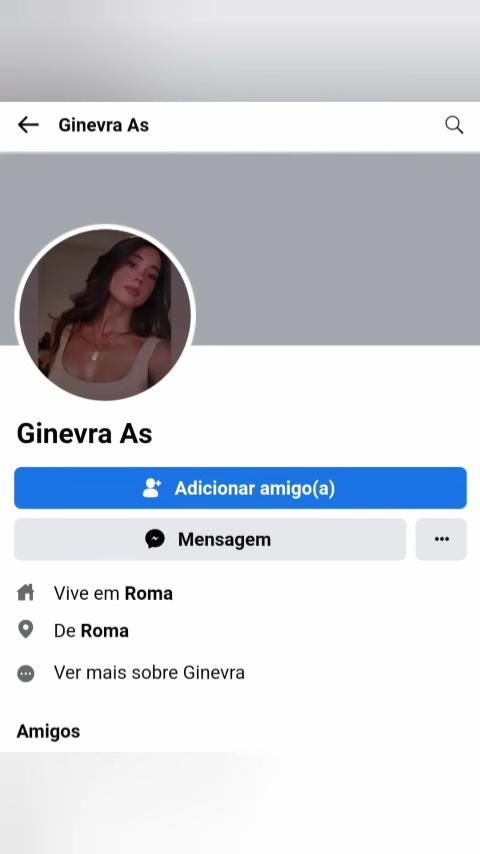 Ginevra As
Ginevra As
Adicionar amigo(a)
Mensagem
Vive em Roma
De Roma
Ver mais sobre Ginevra
Amigos